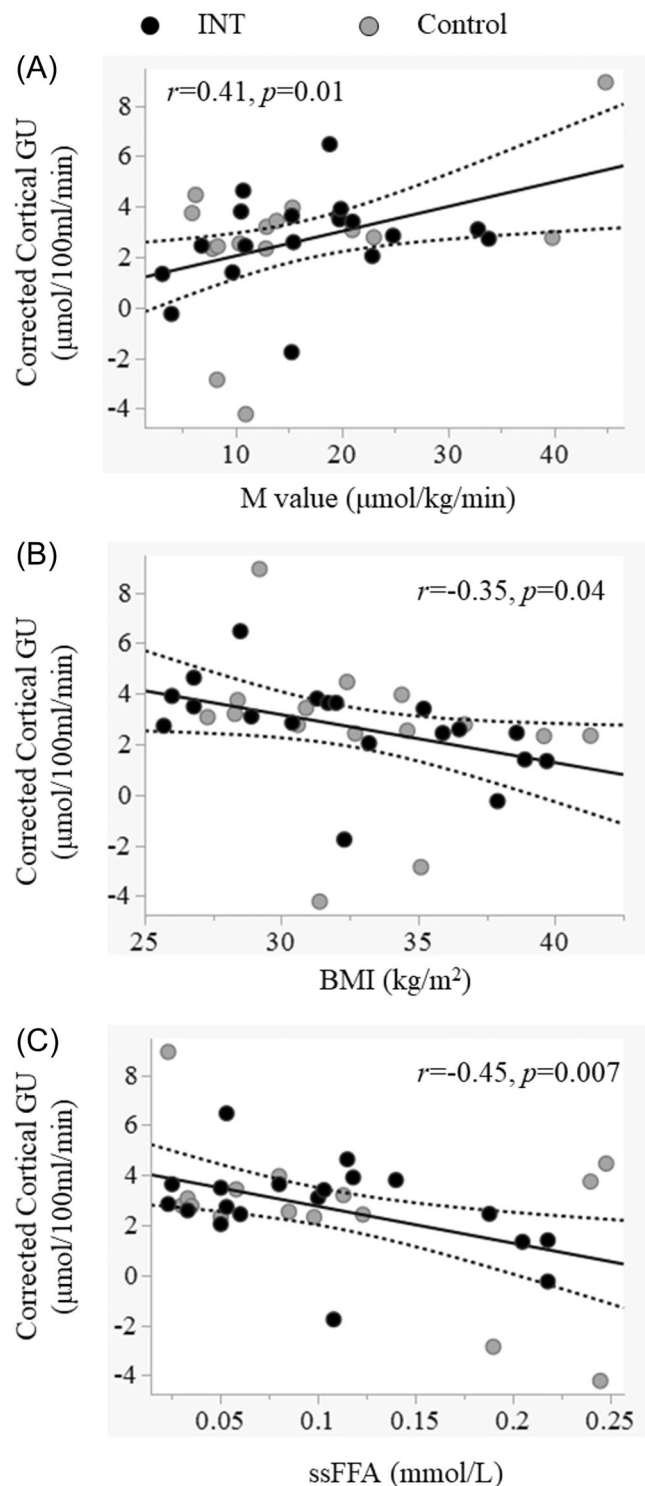 INT Control
(A)
r=0.41, p=0.01
Corrected Cortical GU
(μmol/100ml/min)
8
6
4
2
0
-2
-4
10 20 30 40
M value (μmol/kg/min)
(B)
r=-0.35, p=0.04
Corrected Cortical GU
(μmol/100ml/min)
8
6
4
2
0
-2
-4
25 30 35 40
BMI (kg/m²)
(C)
r=-0.45, p=0.007
Corrected Cortical GU
(μmol/100ml/min)
8
6
4
2
0
-2
-4
0.05 0.1 0.15 0.2 0.25
ssFFA (mmol/L)